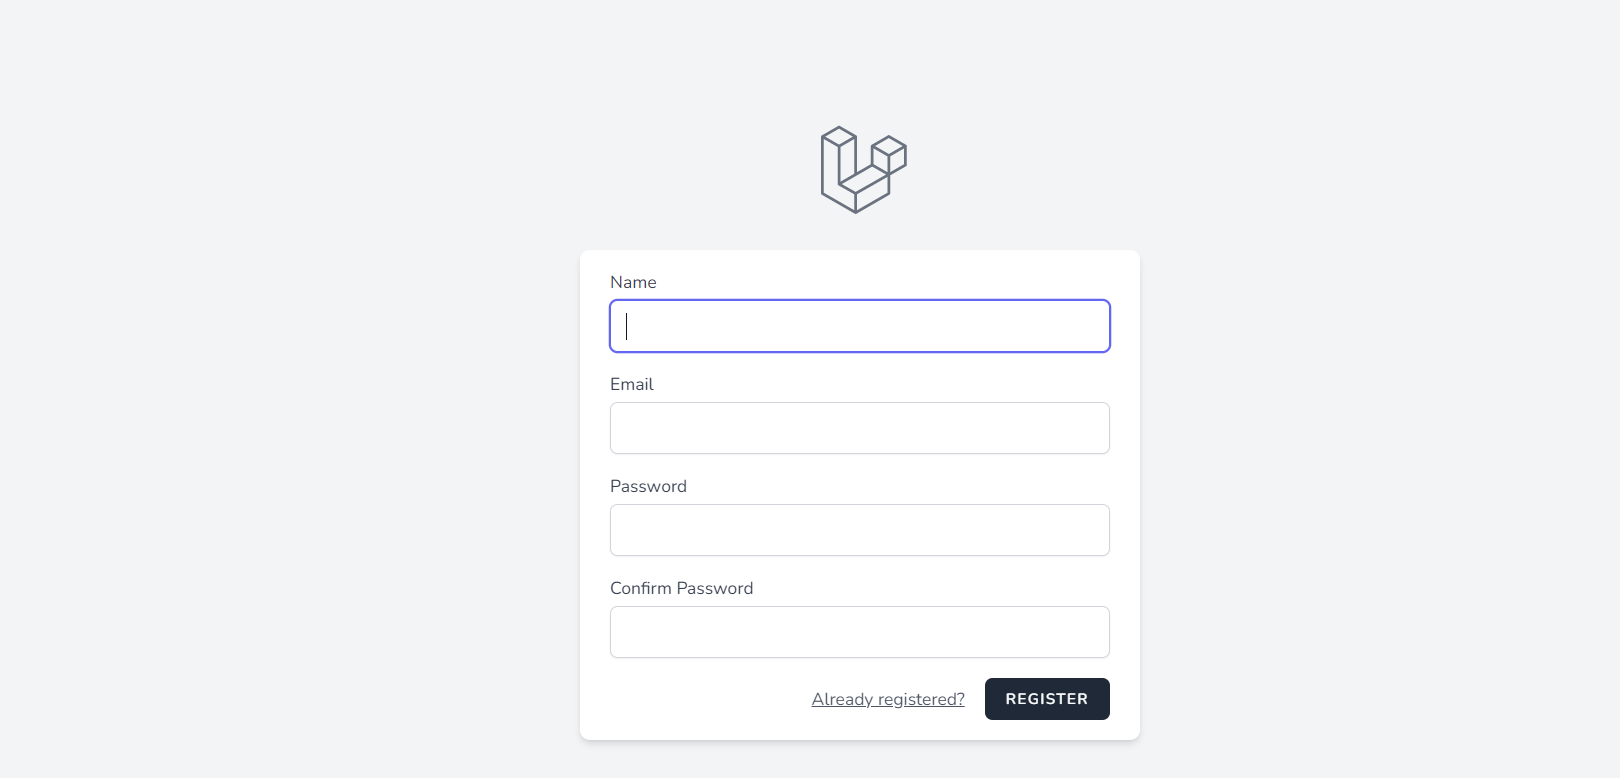 Name
Email
Password
Confirm Password
Already registered? REGISTER